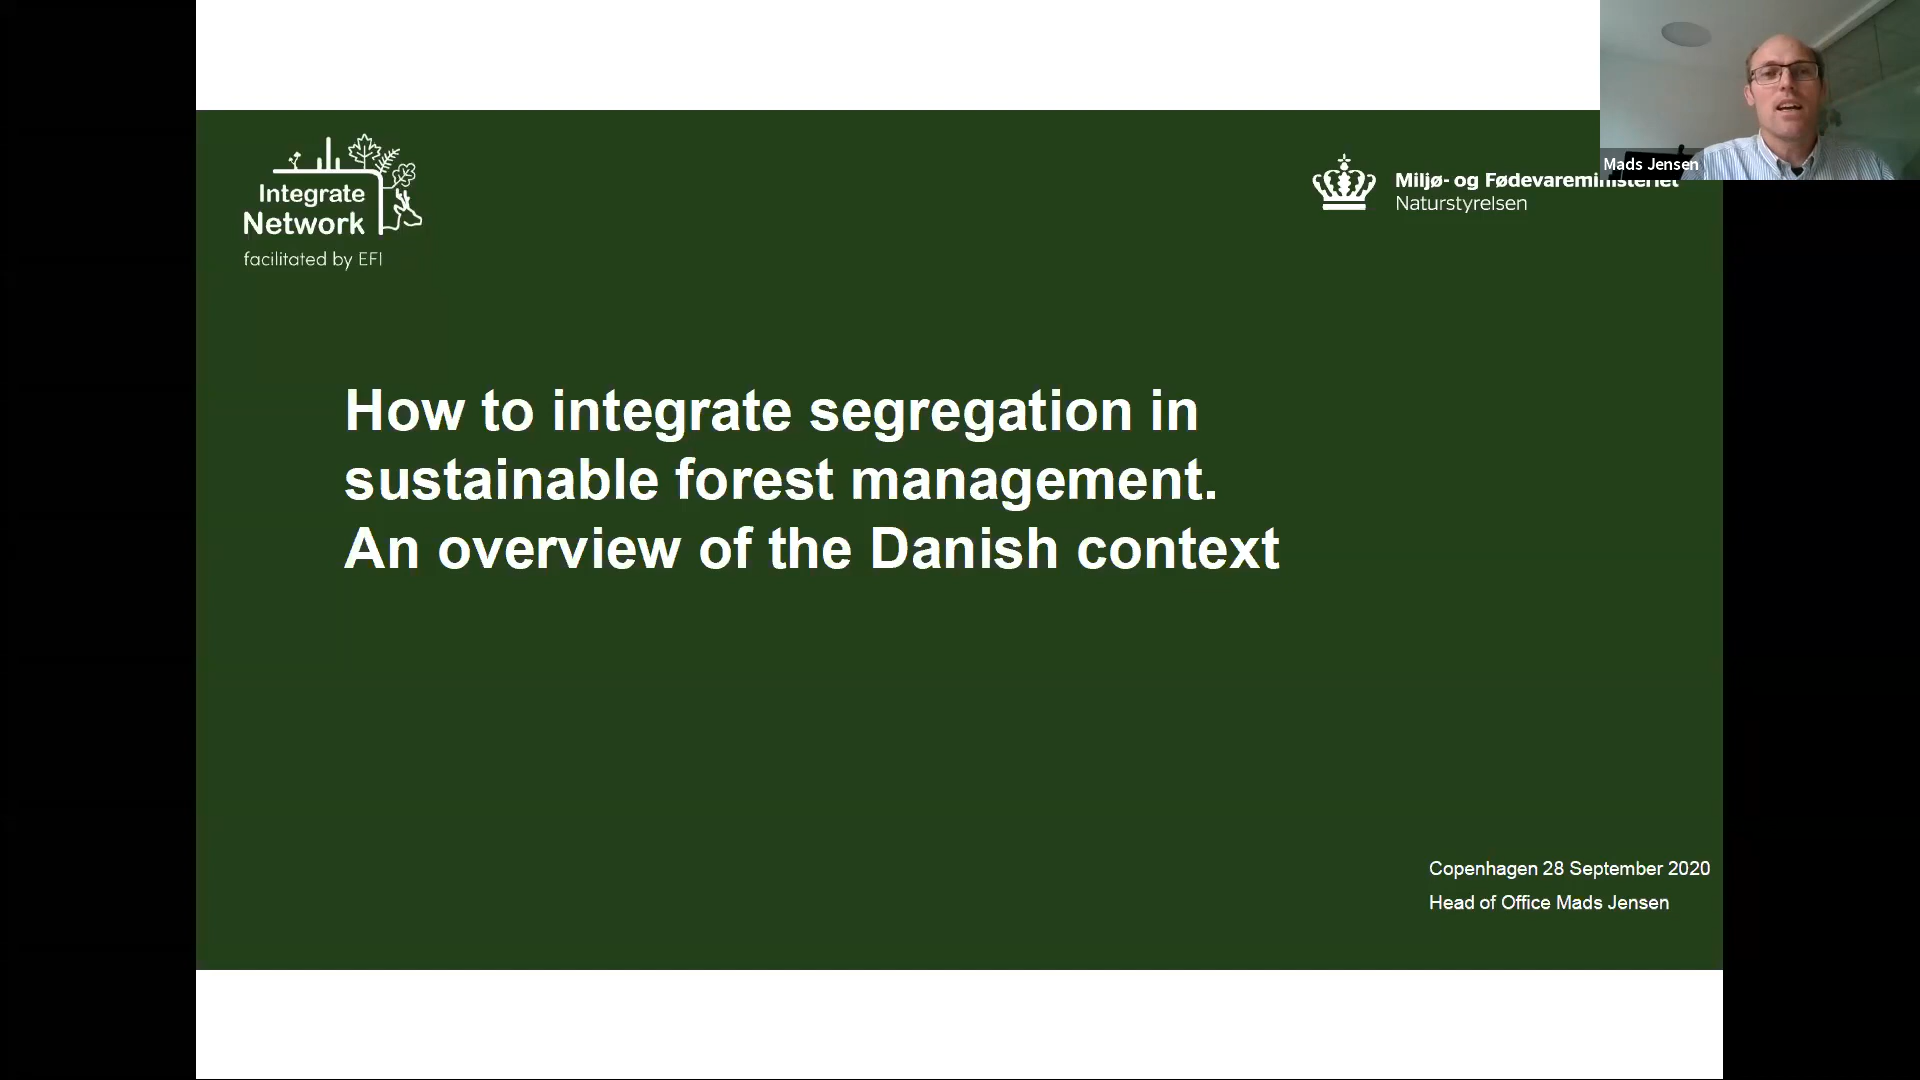 Integrate
Network
facilitated by EFI
Miljø- og Fødevareministeriet
Naturstyrelsen
Mads Jensen
How to integrate segregation in
sustainable forest management.
An overview of the Danish context
Copenhagen 28 September 2020
Head of Office Mads Jensen